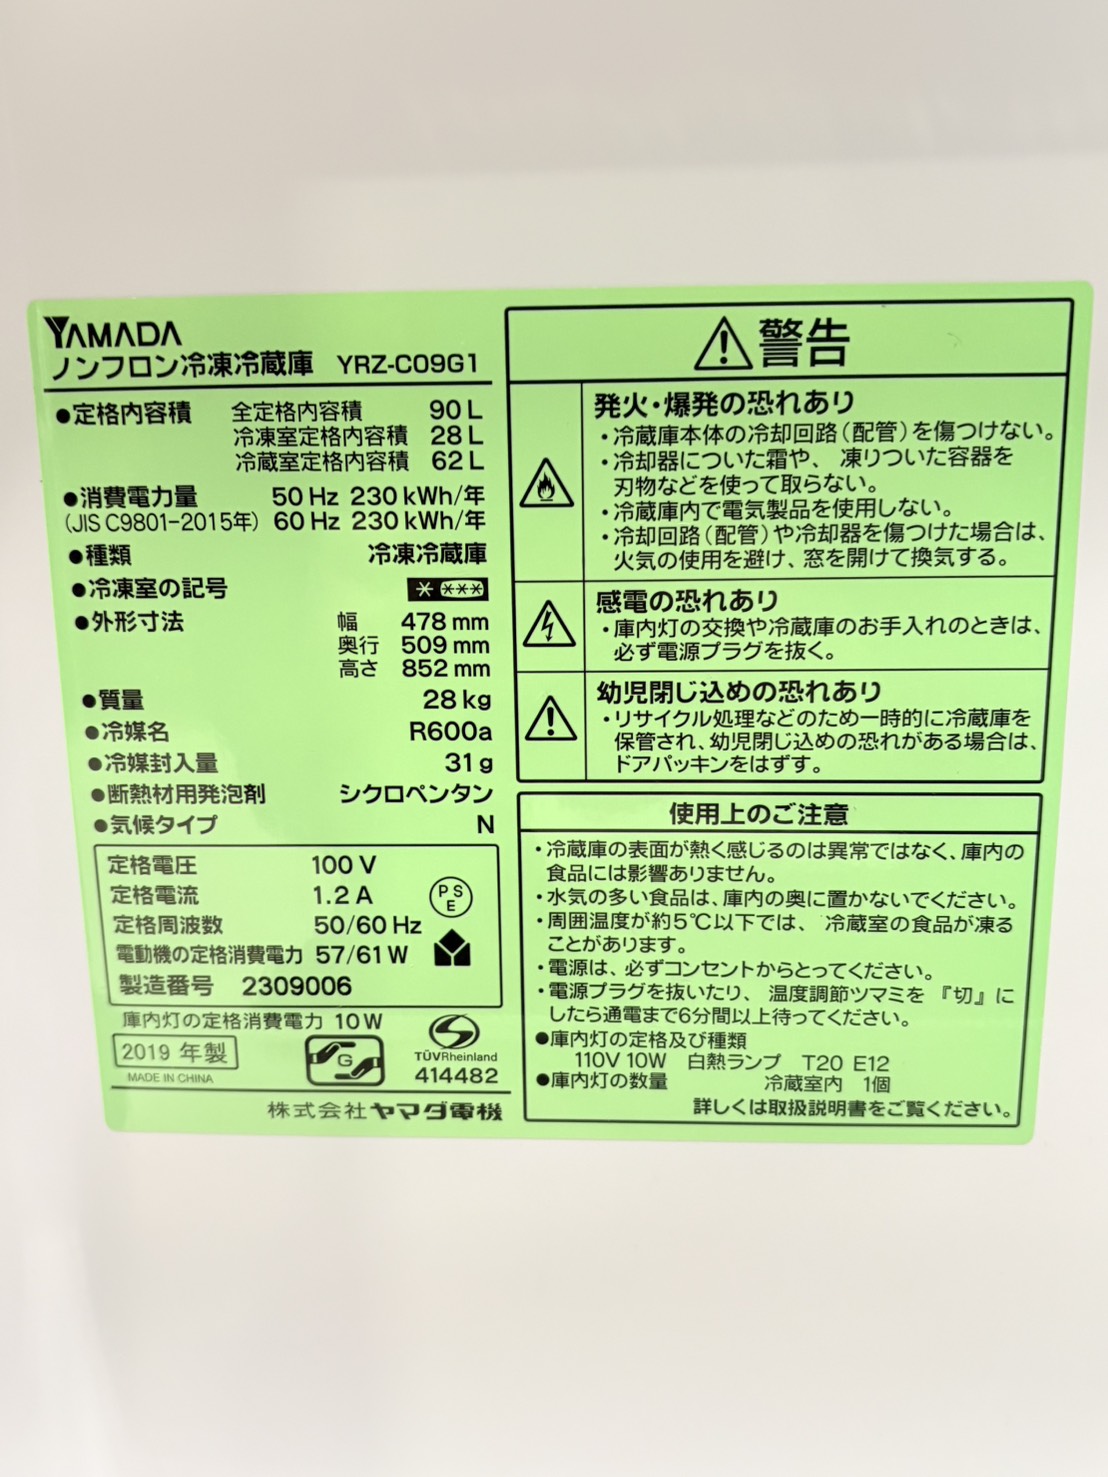 YAMADA
ノンフロン冷凍冷蔵庫 YRZ-C09G1
●定格内容積 全定格内容積 90 L
冷凍室定格内容積 28 L
冷蔵室定格内容積 62 L
●消費電力量 50 Hz 230 kWh/年
(JIS C9801-2015年) 60 Hz 230 kWh/年
●種類 冷凍冷蔵庫
●冷凍室の記号
●外形寸法 幅 478 mm
奥行 509 mm
高さ 852 mm
●質量 28 kg
●冷媒名 R600a
●冷媒封入量 31 g
●断熱材用発泡剤 シクロペンタン
●気候タイプ N
定格電圧 100 V
定格電流 1.2 A
定格周波数 50/60 Hz
電動機の定格消費電力 57/61 W
製造番号 2309006
PS
E
庫内灯の定格消費電力 10 W
2019 年製
MADE IN CHINA
G
TÜVRheinland
414482
株式会社ヤマダ電機
警告
発火・爆発の恐れあり
・冷蔵庫本体の冷却回路(配管)を傷つけない。
・冷却器についた霜や、凍りついた容器を
刃物などを使って取らない。
・冷蔵庫内で電気製品を使用しない。
・冷却回路(配管)や冷却器を傷つけた場合は、
火気の使用を避け、窓を開けて換気する。
感電の恐れあり
・庫内灯の交換や冷蔵庫のお手入れのときは、
必ず電源プラグを抜く。
幼児閉じ込めの恐れあり
・リサイクル処理などのため一時的に冷蔵庫を
保管され、幼児閉じ込めの恐れがある場合は、
ドアパッキンをはずす。
使用上のご注意
・冷蔵庫の表面が熱く感じるのは異常ではなく、庫内の
食品には影響ありません。
・水気の多い食品は、庫内の奥に置かないでください。
・周囲温度が約5℃以下では、冷蔵室の食品が凍る
ことがあります。
・電源は、必ずコンセントからとってください。
・電源プラグを抜いたり、温度調節ツマミを『切』に
したら通電まで6分間以上待ってください。
●庫内灯の定格及び種類
110V 10W 白熱ランプ T20 E12
●庫内灯の数量 冷蔵室内 1個
詳しくは取扱説明書をご覧ください。